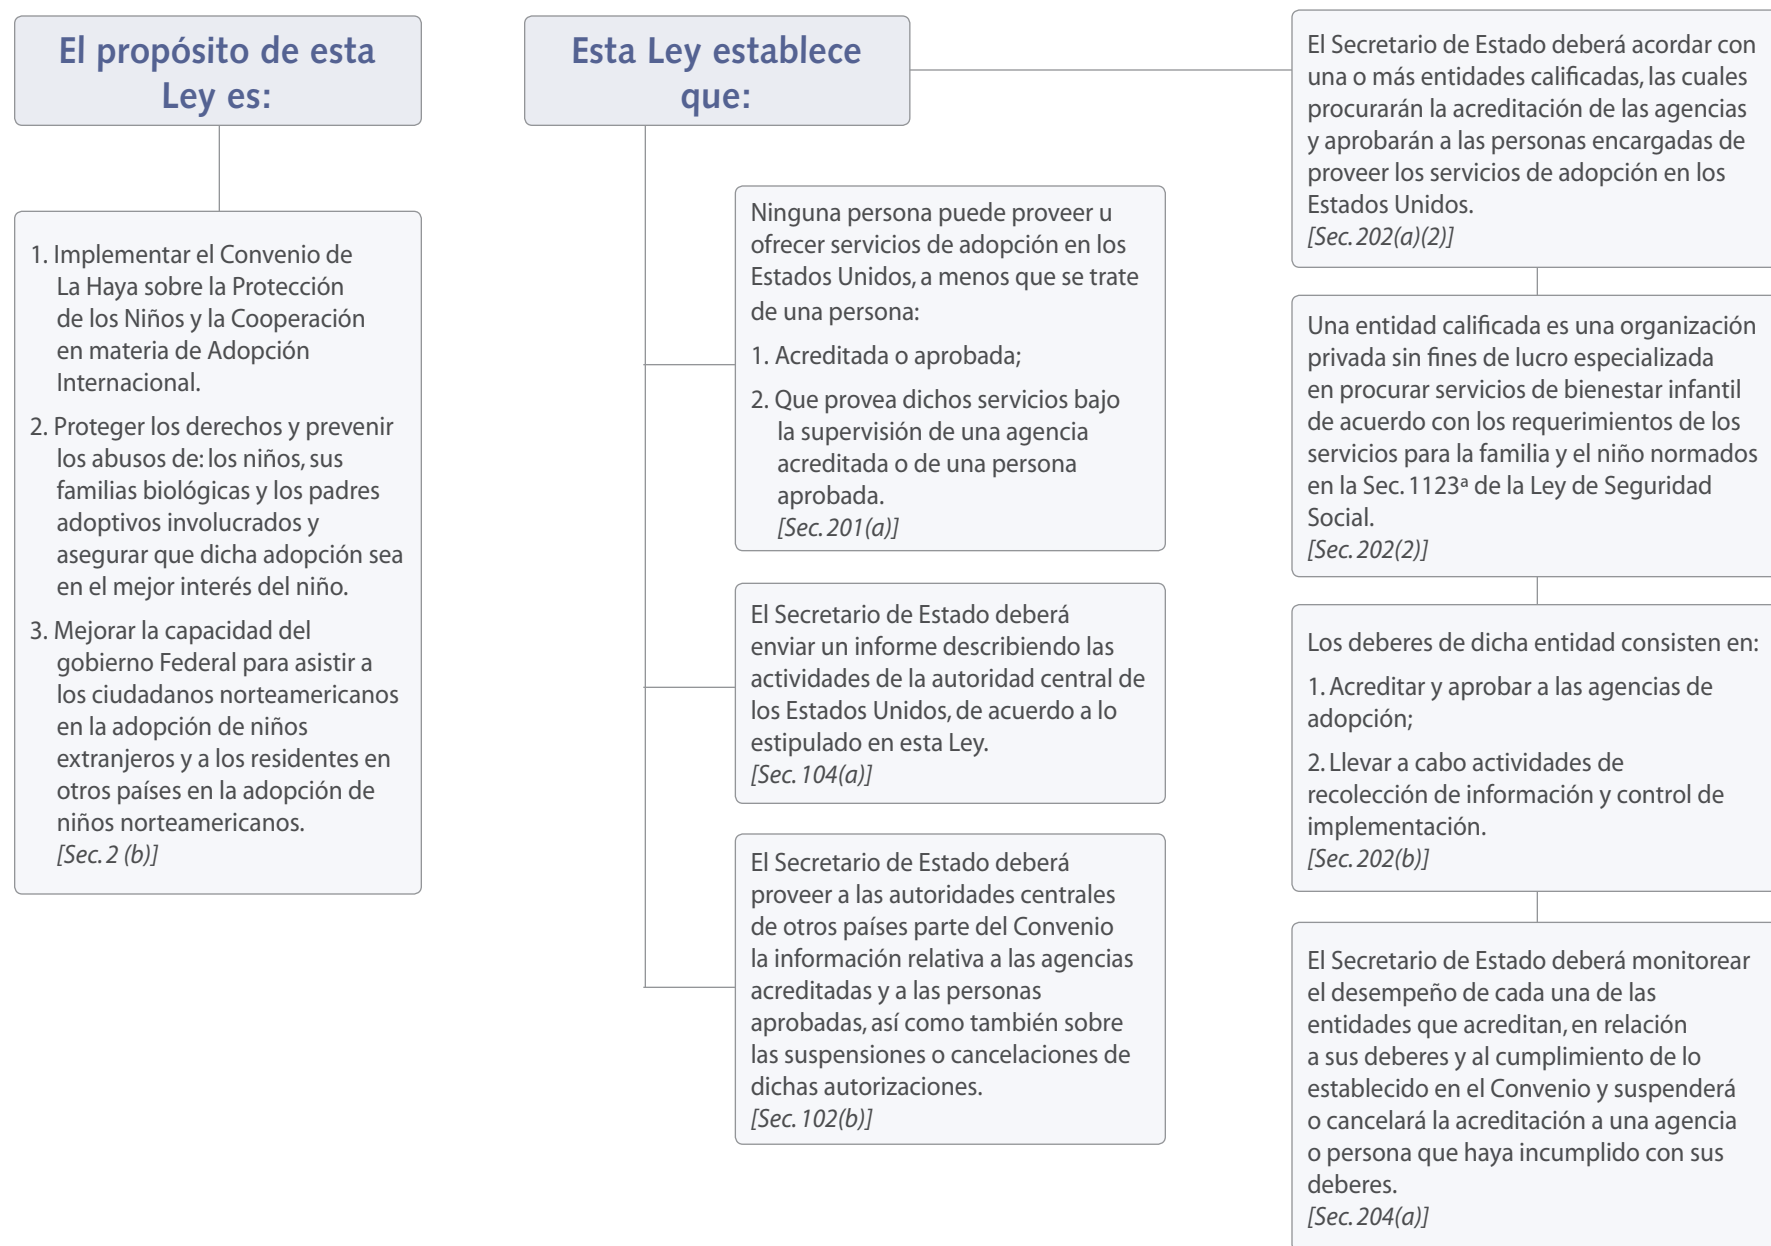 El propósito de esta
Ley es:
1. Implementar el Convenio de
La Haya sobre la Protección
de los Niños y la Cooperación
en materia de Adopción
Internacional.
2. Proteger los derechos y prevenir
los abusos de: los niños, sus
familias biológicas y los padres
adoptivos involucrados y
asegurar que dicha adopción sea
en el mejor interés del niño.
3. Mejorar la capacidad del
gobierno Federal para asistir a
los ciudadanos norteamericanos
en la adopción de niños
extranjeros y a los residentes en
otros países en la adopción de
niños norteamericanos.
[Sec. 2 (b)]
Esta Ley establece
que:
Ninguna persona puede proveer u
ofrecer servicios de adopción en los
Estados Unidos, a menos que se trate
de una persona:
1. Acreditada o aprobada;
2. Que provea dichos servicios bajo
la supervisión de una agencia
acreditada o de una persona
aprobada.
[Sec. 201(a)]
El Secretario de Estado deberá
enviar un informe describiendo las
actividades de la autoridad central de
los Estados Unidos, de acuerdo a lo
estipulado en esta Ley.
[Sec. 104(a)]
El Secretario de Estado deberá
proveer a las autoridades centrales
de otros países parte del Convenio
la información relativa a las agencias
acreditadas y a las personas
aprobadas, así como también sobre
las suspensiones o cancelaciones de
dichas autorizaciones.
[Sec. 102(b)]
El Secretario de Estado deberá acordar con
una o más entidades calificadas, las cuales
procurarán la acreditación de las agencias
y aprobarán a las personas encargadas de
proveer los servicios de adopción en los
Estados Unidos.
[Sec. 202(a)(2)]
Una entidad calificada es una organización
privada sin fines de lucro especializada
en procurar servicios de bienestar infantil
de acuerdo con los requerimientos de los
servicios para la familia y el niño normados
en la Sec. 1123ª de la Ley de Seguridad
Social.
[Sec. 202(2)]
Los deberes de dicha entidad consisten en:
1. Acreditar y aprobar a las agencias de
adopción;
2. Llevar a cabo actividades de
recolección de información y control de
implementación.
[Sec. 202(b)]
El Secretario de Estado deberá monitorear
el desempeño de cada una de las
entidades que acreditan, en relación
a sus deberes y al cumplimiento de lo
establecido en el Convenio y suspenderá
o cancelará la acreditación a una agencia
o persona que haya incumplido con sus
deberes.
[Sec. 204(a)]